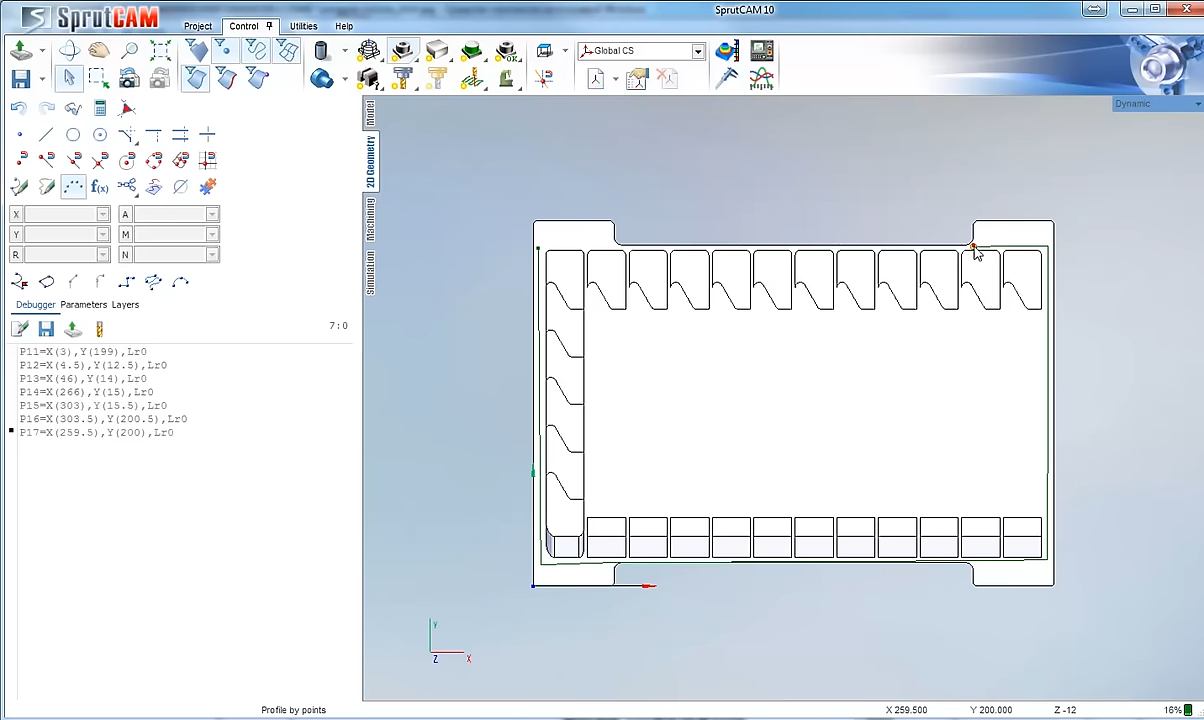 SprutCAM
SprutCAM 10
Project
Control
Utilities
Help
Global CS
Dynamic
OK
f(x)
X
A
Y
M
R
N
Debugger
Parameters
Layers
7:0
P11=X(3),Y(199),Lr0
P12=X(4.5),Y(12.5),Lr0
P13=X(46),Y(14),Lr0
P14=X(266),Y(15),Lr0
P15=X(303),Y(15.5),Lr0
P16=X(303.5),Y(200.5),Lr0
P17=X(259.5),Y(200),Lr0
Model
2D Geometry
Machining
Simulation
Y
Z
X
Profile by points
X 259.500
Y 200.000
Z -12
16%